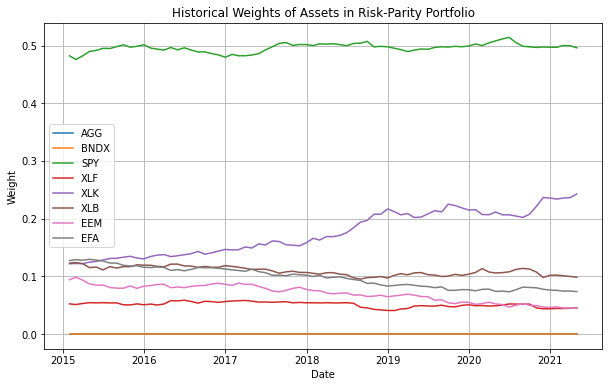 Historical Weights of Assets in Risk-Parity Portfolio
0.5
0.4
0.3
0.2
0.1
0.0
Weight
AGG
BNDX
SPY
XLF
XLK
XLB
EEM
EFA
2015 2016 2017 2018 2019 2020 2021
Date